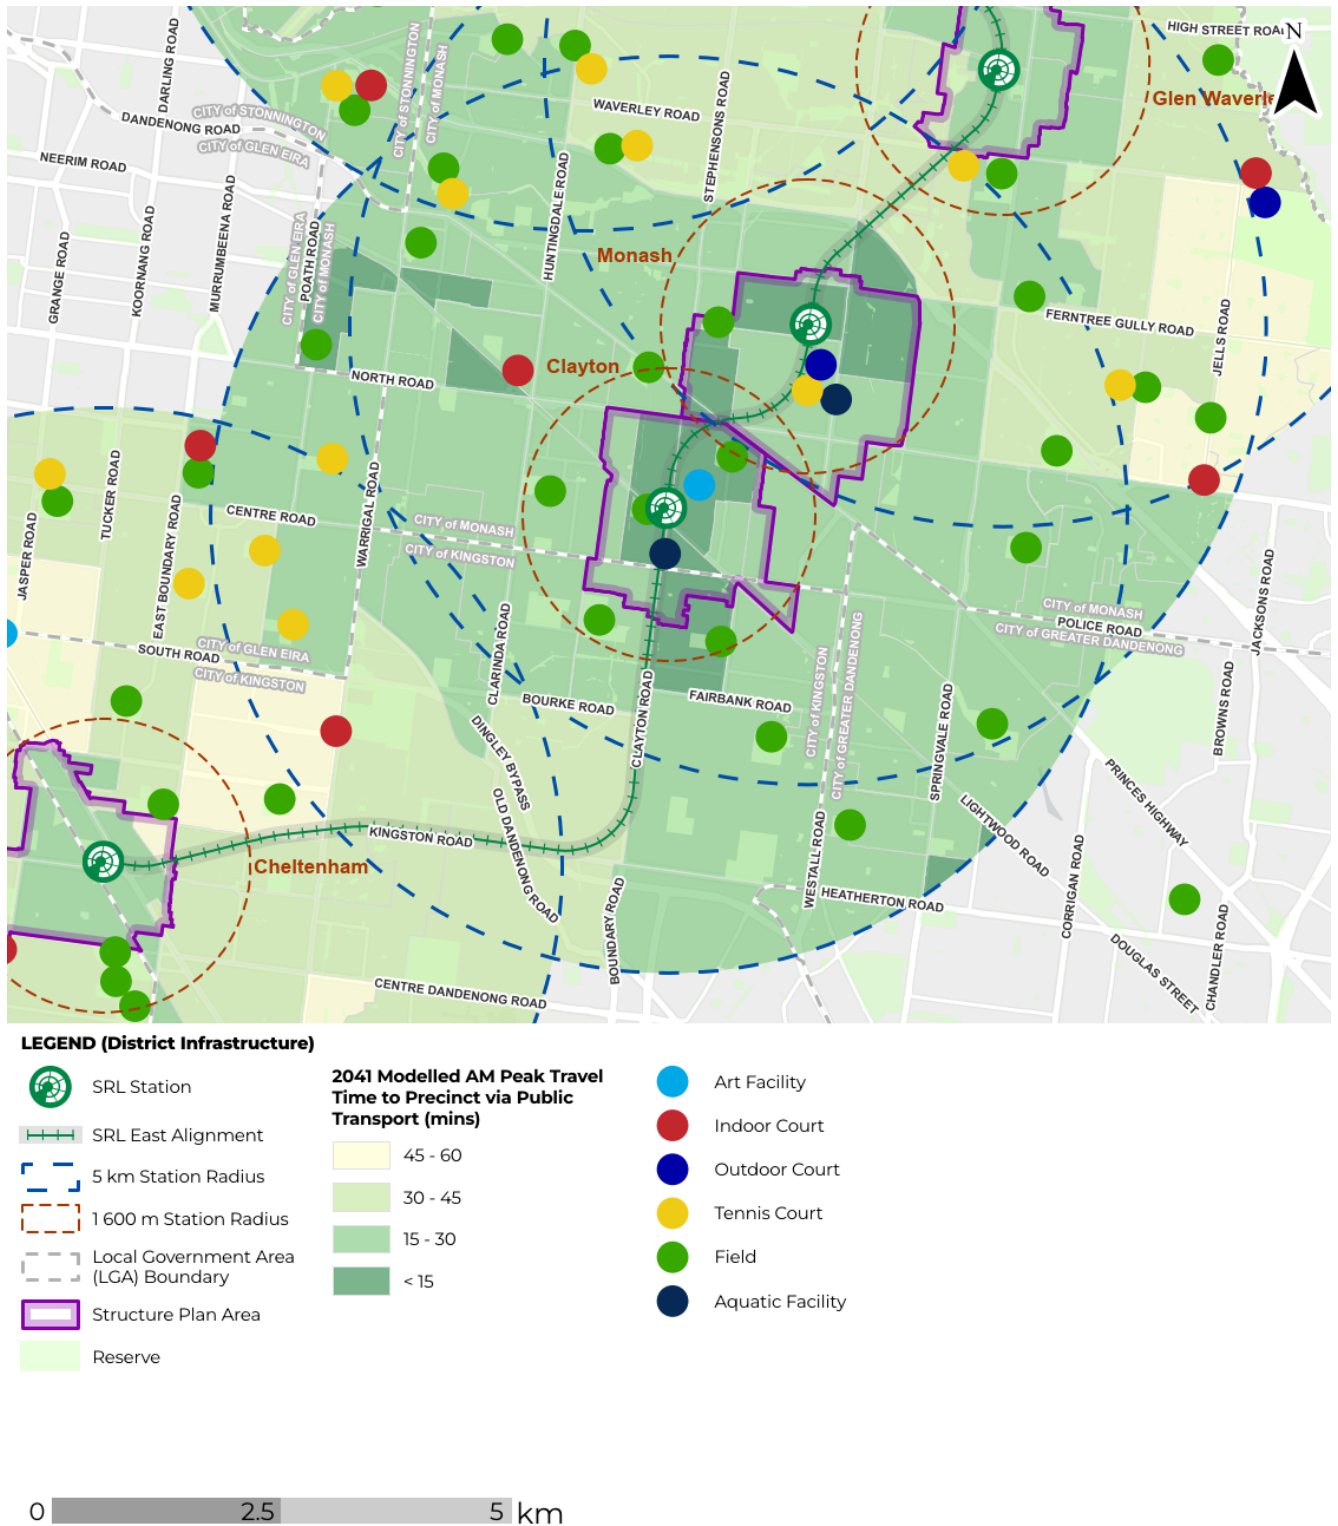 HIGH STREET ROA
N
DARLING ROAD
CITY of STONNINGTON
CITY of MONASH
CITY of STONNINGTON
DANDENONG ROAD
CITY of GLEN EIRA
WAVERLEY ROAD
STEPHENSONS ROAD
Glen Waverle
NEERIM ROAD
GRANGE ROAD
KOORNANG ROAD
MURRUMBEENA ROAD
CITY of GLEN EIRA
POATH ROAD
CITY of MONASH
HUNTINGDALE ROAD
Monash
FERNTREE GULLY ROAD
JELLS ROAD
NORTH ROAD
Clayton
TUCKER ROAD
JASPER ROAD
EAST BOUNDARY ROAD
CENTRE ROAD
WARRIGAL ROAD
CITY of MONASH
CITY of KINGSTON
CLARINDA ROAD
CITY of MONASH
POLICE ROAD
CITY of GREATER DANDENONG
JACKSONS ROAD
SOUTH ROAD
CITY of GLEN EIRA
CITY of KINGSTON
BOURKE ROAD
CLAYTON ROAD
FAIRBANK ROAD
CITY of KINGSTON
CITY of GREATER DANDENONG
SPRINGVALE ROAD
BROWNS ROAD
DINGLEY BYPASS
OLD DANDENONG ROAD
PRINCES HIGHWAY
LIGHTWOOD ROAD
KINGSTON ROAD
Cheltenham
WESTALL ROAD
HEATHERTON ROAD
CORRIGAN ROAD
BOUNDARY ROAD
DOUGLAS STREET
CHANDLER ROAD
CENTRE DANDENONG ROAD
LEGEND (District Infrastructure)
SRL Station
SRL East Alignment
5 km Station Radius
1 600 m Station Radius
Local Government Area
(LGA) Boundary
Structure Plan Area
Reserve
2041 Modelled AM Peak Travel
Time to Precinct via Public
Transport (mins)
45 - 60
30 - 45
15 - 30
< 15
Art Facility
Indoor Court
Outdoor Court
Tennis Court
Field
Aquatic Facility
0 2.5 5 km